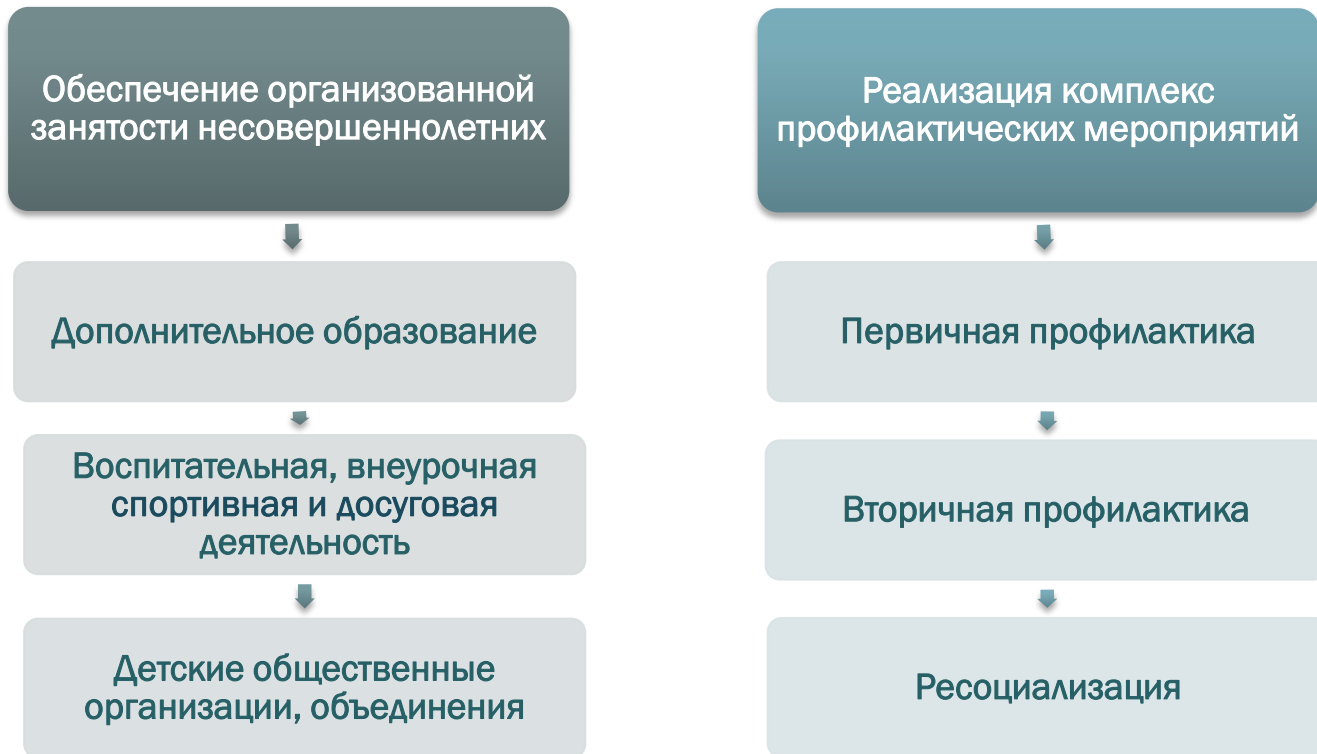 Обеспечение организованной
занятости несовершеннолетних
Дополнительное образование
Воспитательная, внеурочная
спортивная и досуговая
деятельность
Детские общественные
организации, объединения
Реализация комплекс
профилактических мероприятий
Первичная профилактика
Вторичная профилактика
Ресоциализация